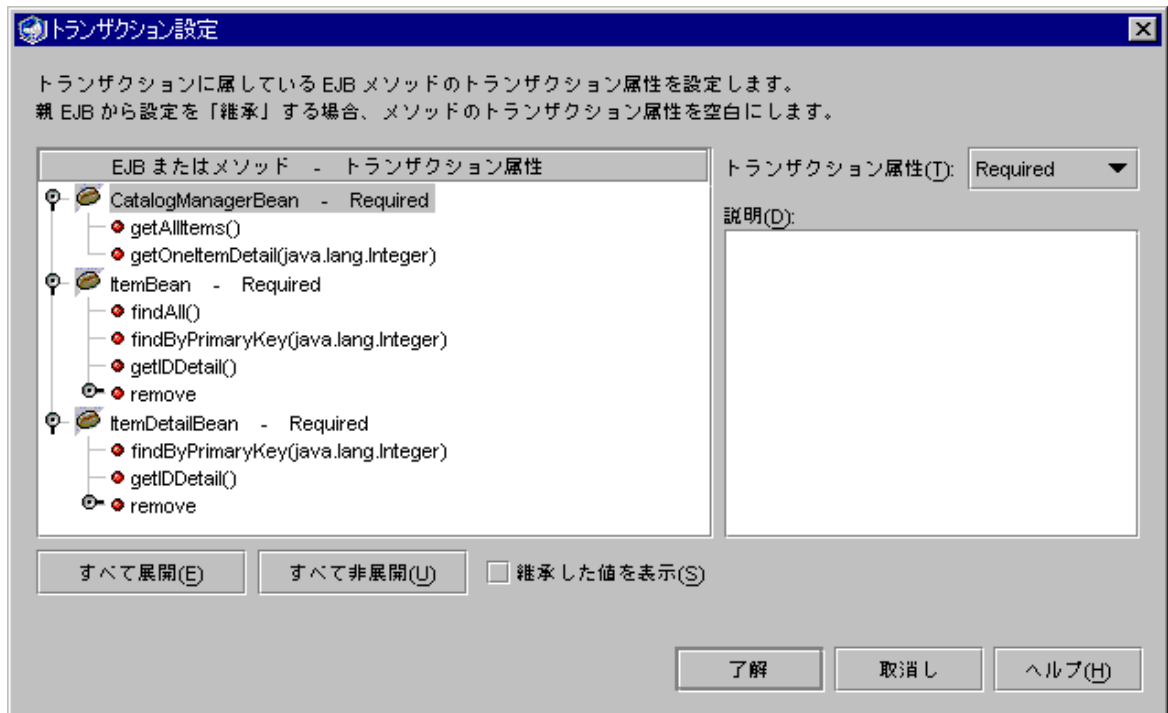 トランザクション設定
トランザクションに属している EJB メソッドのトランザクション属性を設定します。
親 EJB から設定を「継承」する場合、メソッドのトランザクション属性を空白にします。
EJB またはメソッド - トランザクション属性
CatalogManagerBean - Required
getAllItems()
getOneItemDetail(java.lang.Integer)
ItemBean - Required
findAll()
findByPrimaryKey(java.lang.Integer)
getIDDetail()
remove
ItemDetailBean - Required
findByPrimaryKey(java.lang.Integer)
getIDDetail()
remove
トランザクション属性(T): Required
説明(D):
すべて展開(E) すべて非展開(U) 継承した値を表示(S)
了解 取消し ヘルプ(H)